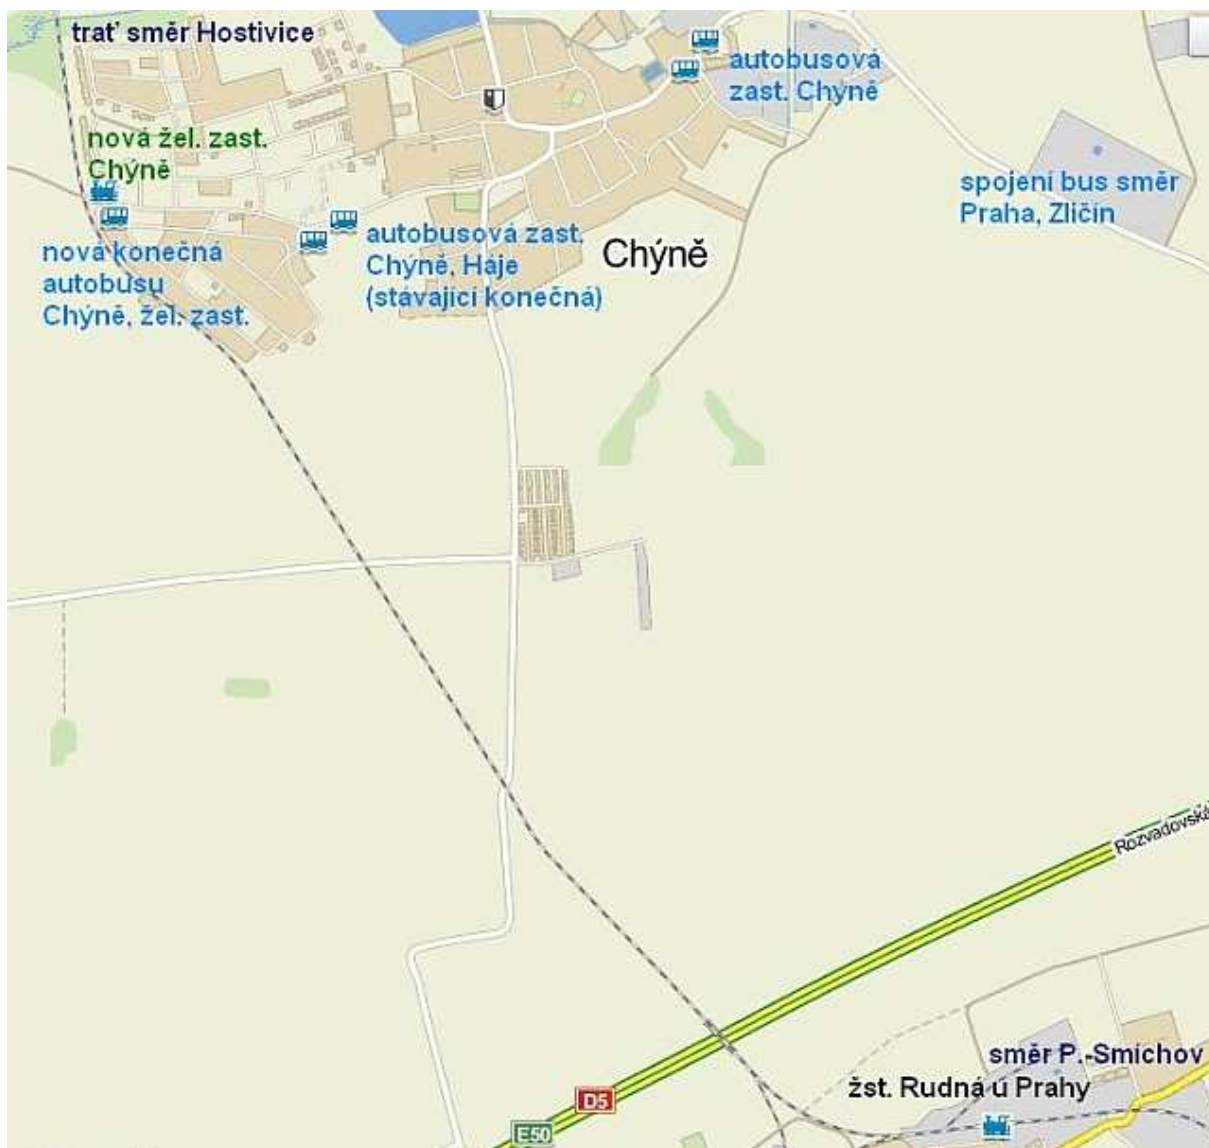 trať směr Hostivice
autobusová
zast. Chýně
nová žel. zast.
Chýně
spojení bus směr
Praha, Zličín
autobusová zast.
Chýně, Háje
(stávající konečná)
Chýně
nová konečná
autobusu
Chýně, žel. zast.
Rozvadovská
směr P.-Smíchov
žst. Rudná u Prahy
D5
E50